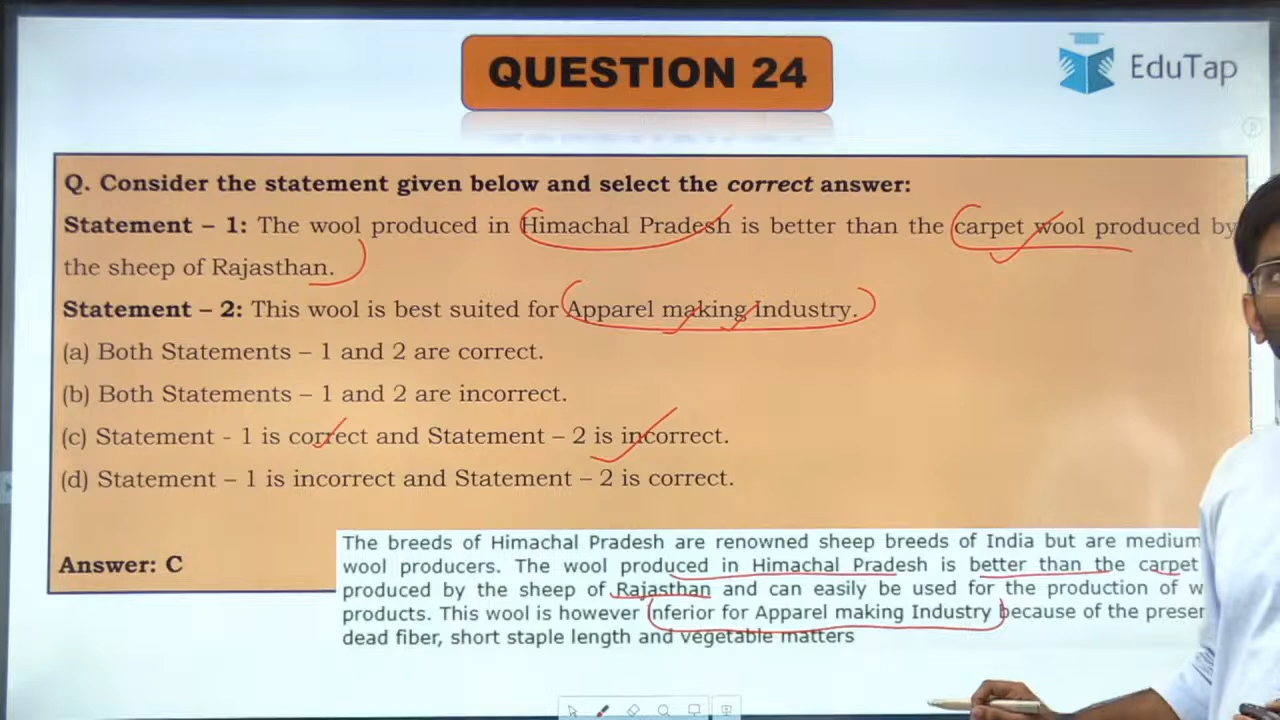 QUESTION 24
EduTap
Q. Consider the statement given below and select the correct answer:
Statement – 1: The wool produced in Himachal Pradesh is better than the carpet wool produced by
the sheep of Rajasthan.
Statement – 2: This wool is best suited for Apparel making Industry.
(a) Both Statements – 1 and 2 are correct.
(b) Both Statements – 1 and 2 are incorrect.
(c) Statement - 1 is correct and Statement – 2 is incorrect.
(d) Statement – 1 is incorrect and Statement – 2 is correct.
Answer: C
The breeds of Himachal Pradesh are renowned sheep breeds of India but are medium
wool producers. The wool produced in Himachal Pradesh is better than the carpet
produced by the sheep of Rajasthan and can easily be used for the production of w
products. This wool is however inferior for Apparel making Industry because of the presen
dead fiber, short staple length and vegetable matters